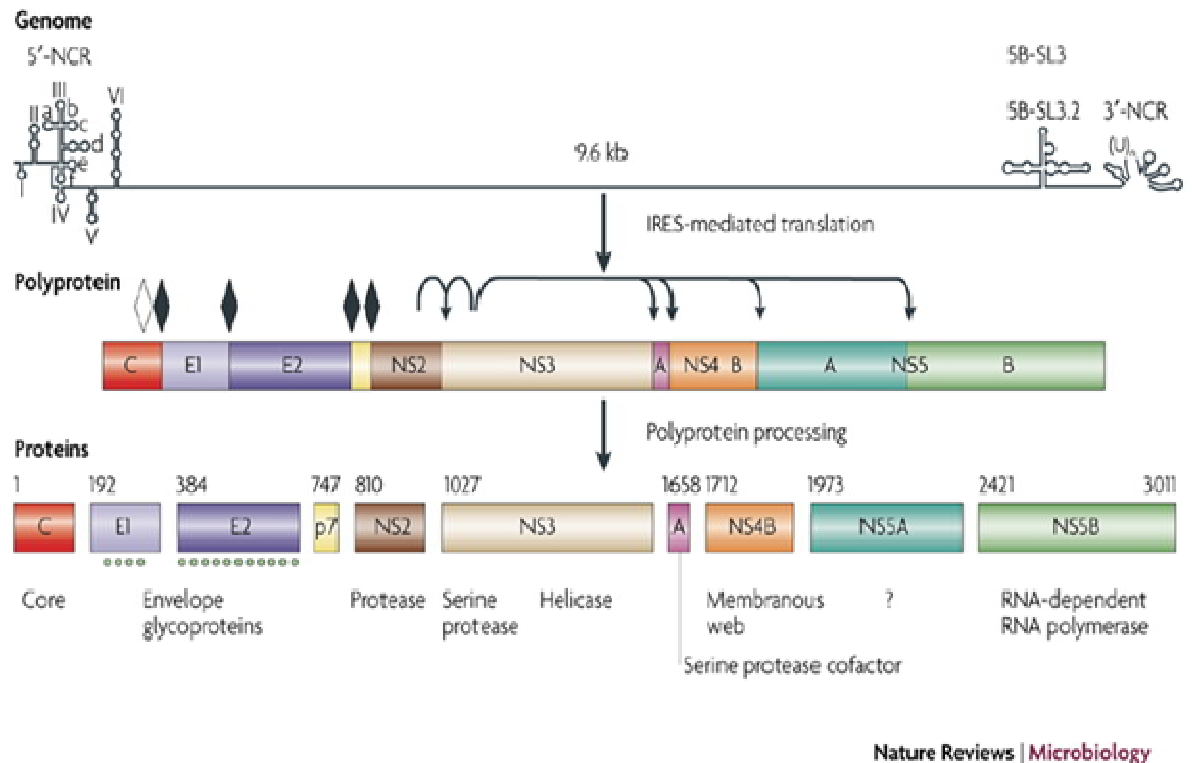 Genome
5′-NCR
5B-SL3
III
VI
II a b
5B-SL3.2 3′-NCR
c
d
(U)n
e
9.6 kb
f
I
IV
V
IRES-mediated translation
Polyprotein
C E1 E2 NS2 NS3 A NS4 B A NS5 B
Polyprotein processing
Proteins
1 192 384 747 810 1027 1658 1712 1973 2421 3011
C E1 E2 p7 NS2 NS3 A NS4B NS5A NS5B
Core Envelope Protease Serine Helicase Membranous ? RNA-dependent
glycoproteins protease web RNA polymerase
Serine protease cofactor
Nature Reviews | Microbiology